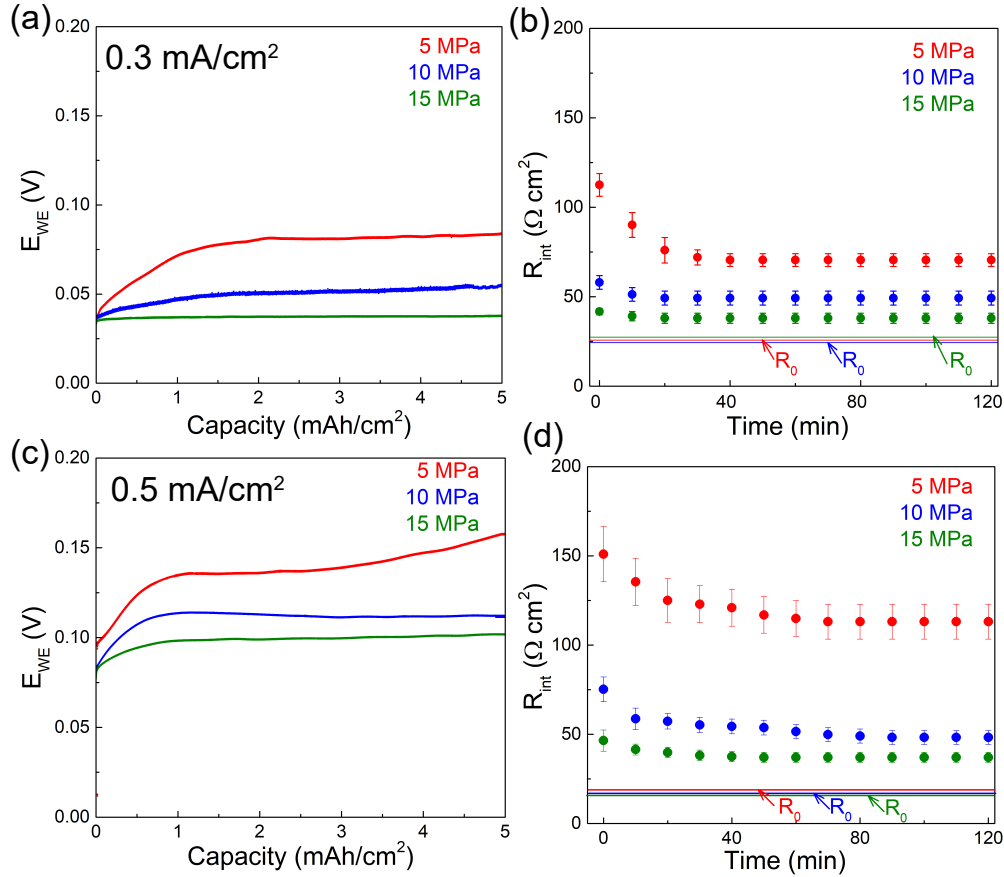 (a)
0.3 mA/cm²
5 MPa
10 MPa
15 MPa
0.20
0.15
0.10
0.05
0.00
E_WE (V)
0 1 2 3 4 5
Capacity (mAh/cm²)
(b)
5 MPa
10 MPa
15 MPa
200
150
100
50
0
R_int (Ω cm²)
R₀ R₀ R₀
0 40 80 120
Time (min)
(c)
0.5 mA/cm²
5 MPa
10 MPa
15 MPa
0.20
0.15
0.10
0.05
0.00
E_WE (V)
0 1 2 3 4 5
Capacity (mAh/cm²)
(d)
5 MPa
10 MPa
15 MPa
200
150
100
50
0
R_int (Ω cm²)
R₀ R₀ R₀
0 40 80 120
Time (min)